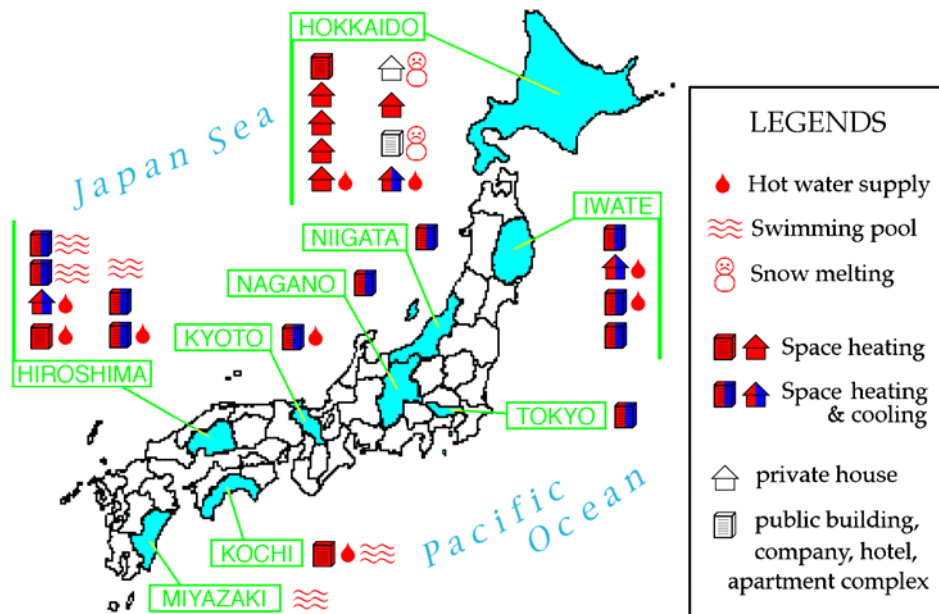 HOKKAIDO
Japan Sea
IWATE
NIIGATA
NAGANO
KYOTO
HIROSHIMA
TOKYO
KOCHI
MIYAZAKI
Pacific
Ocean
LEGENDS
Hot water supply
Swimming pool
Snow melting
Space heating
Space heating
& cooling
private house
public building,
company, hotel,
apartment complex